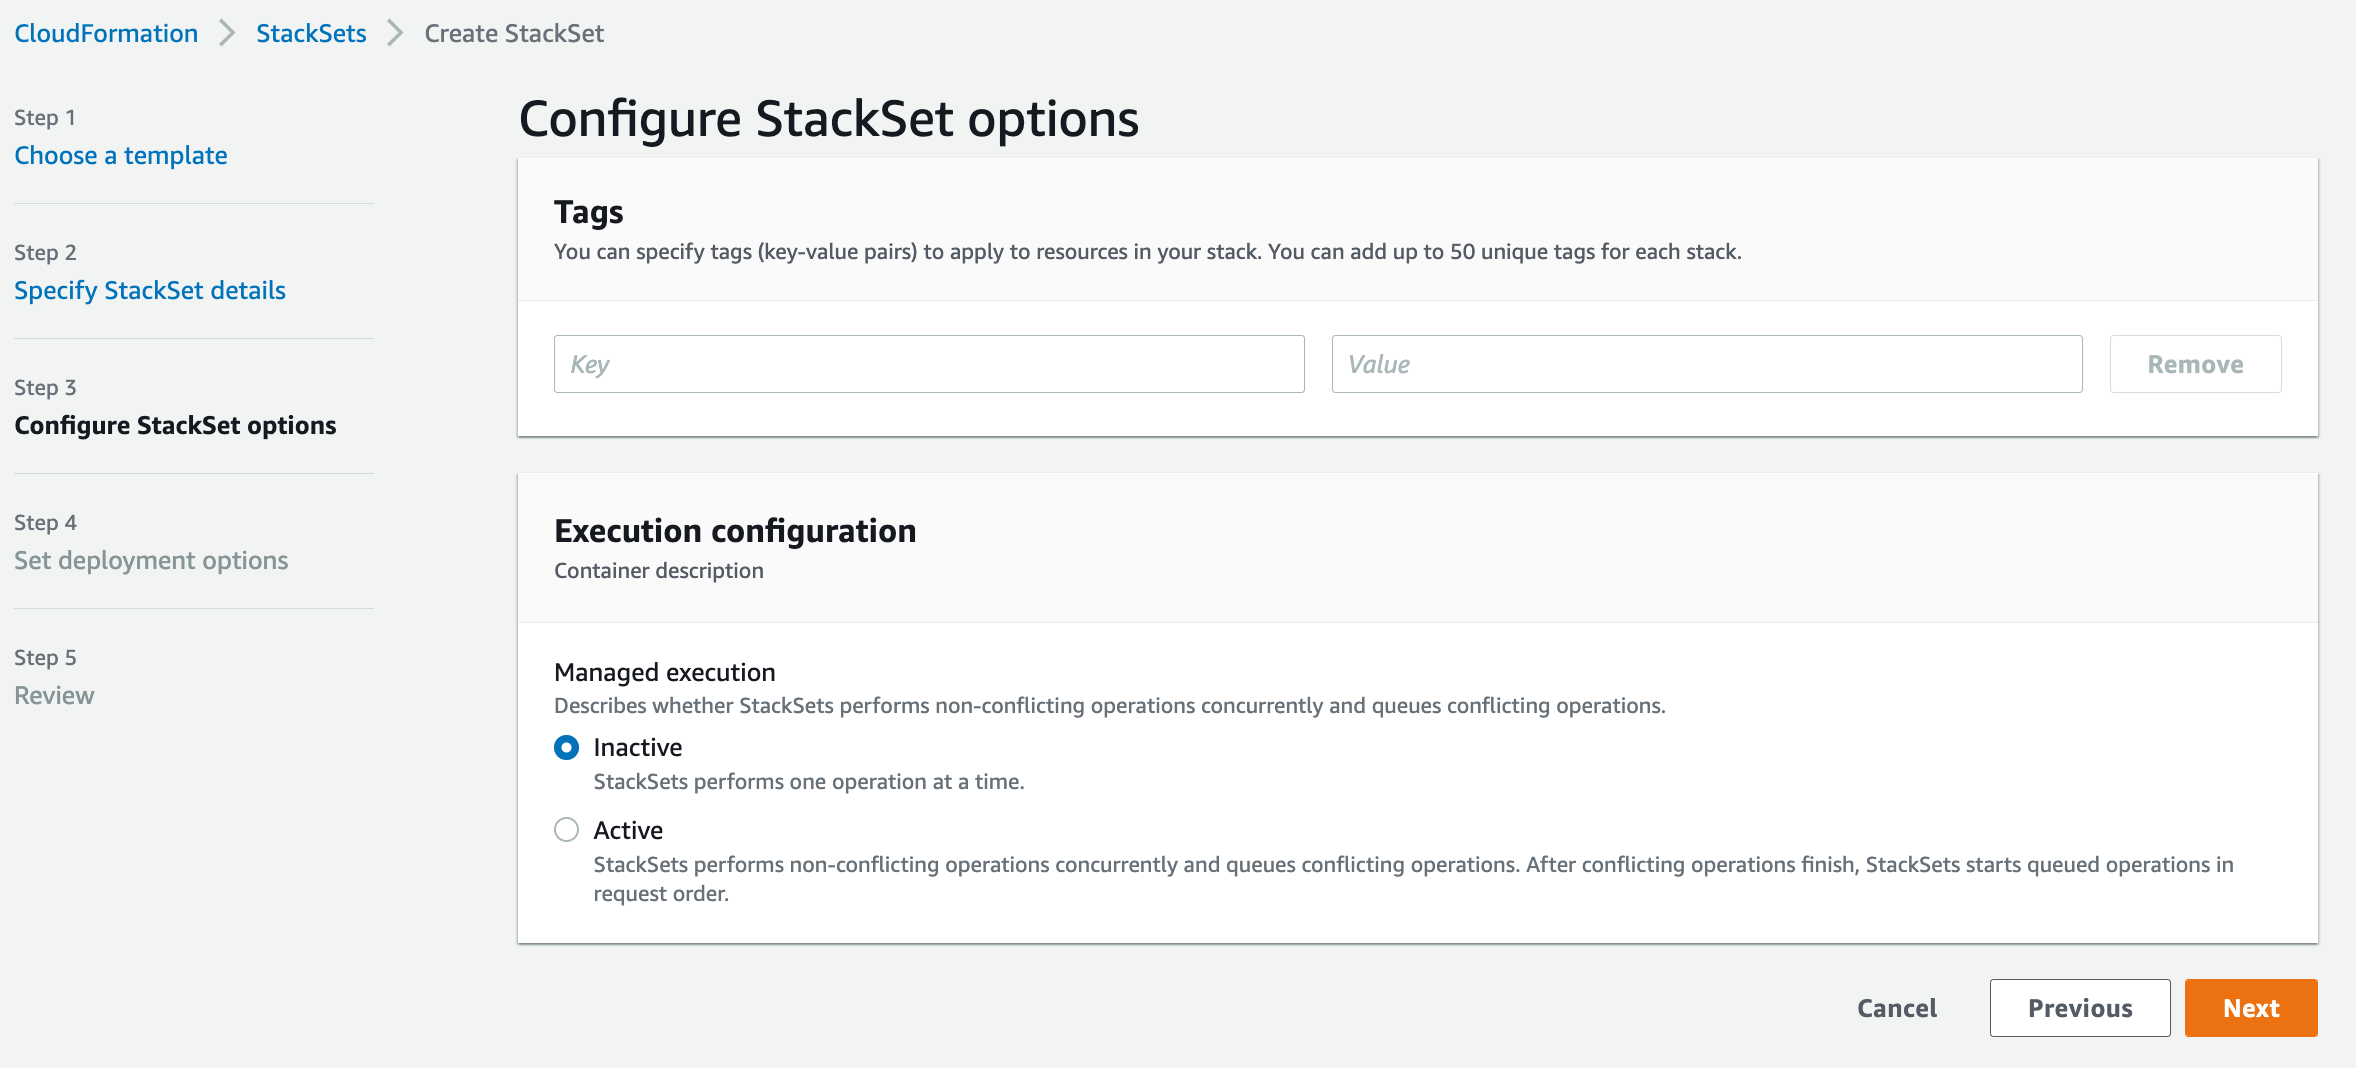 CloudFormation > StackSets > Create StackSet
Step 1
Choose a template
Step 2
Specify StackSet details
Step 3
Configure StackSet options
Step 4
Set deployment options
Step 5
Review
Configure StackSet options
Tags
You can specify tags (key-value pairs) to apply to resources in your stack. You can add up to 50 unique tags for each stack.
Key
Value
Remove
Execution configuration
Container description
Managed execution
Describes whether StackSets performs non-conflicting operations concurrently and queues conflicting operations.
Inactive
StackSets performs one operation at a time.
Active
StackSets performs non-conflicting operations concurrently and queues conflicting operations. After conflicting operations finish, StackSets starts queued operations in
request order.
Cancel
Previous
Next